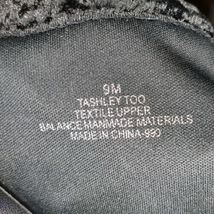 9M
TASHLEY TOO
TEXTILE UPPER
BALANCE MANMADE MATERIALS
MADE IN CHINA-990